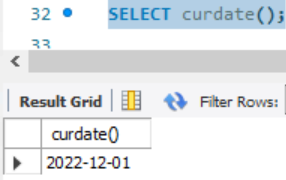 32 SELECT curdate();
33
Result Grid Filter Rows:
curdate()
2022-12-01